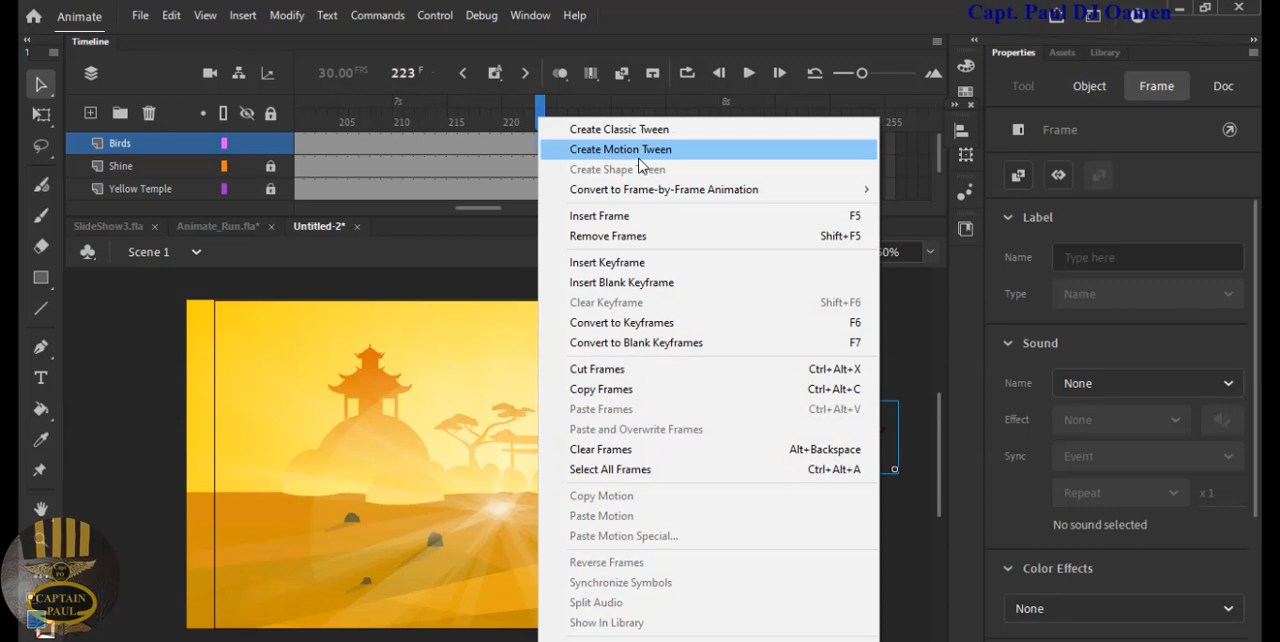 Capt. Paul DJ Oamen
Animate File Edit View Insert Modify Text Commands Control Debug Window Help
Timeline
Properties Assets Library
30.00 FPS 223 F
Tool Object Frame Doc
7s 8s
205 210 215 220 255
Frame
Birds
Shine
Yellow Temple
Create Classic Tween
Create Motion Tween
Create Shape Tween
Convert to Frame-by-Frame Animation
Insert Frame F5
Remove Frames Shift+F5
Insert Keyframe
Insert Blank Keyframe
Clear Keyframe Shift+F6
Convert to Keyframes F6
Convert to Blank Keyframes F7
Cut Frames Ctrl+Alt+X
Copy Frames Ctrl+Alt+C
Paste Frames Ctrl+Alt+V
Paste and Overwrite Frames
Clear Frames Alt+Backspace
Select All Frames Ctrl+Alt+A
Copy Motion
Paste Motion
Paste Motion Special...
Reverse Frames
Synchronize Symbols
Split Audio
Show In Library
SlideShow3.fla × Animate_Run.fla* × Untitled-2* ×
Scene 1
0%
Label
Name Type here
Type Name
Sound
Name None
Effect None
Sync Event
Repeat x 1
No sound selected
Color Effects
None
Capt
PO
CAPTAIN
PAUL